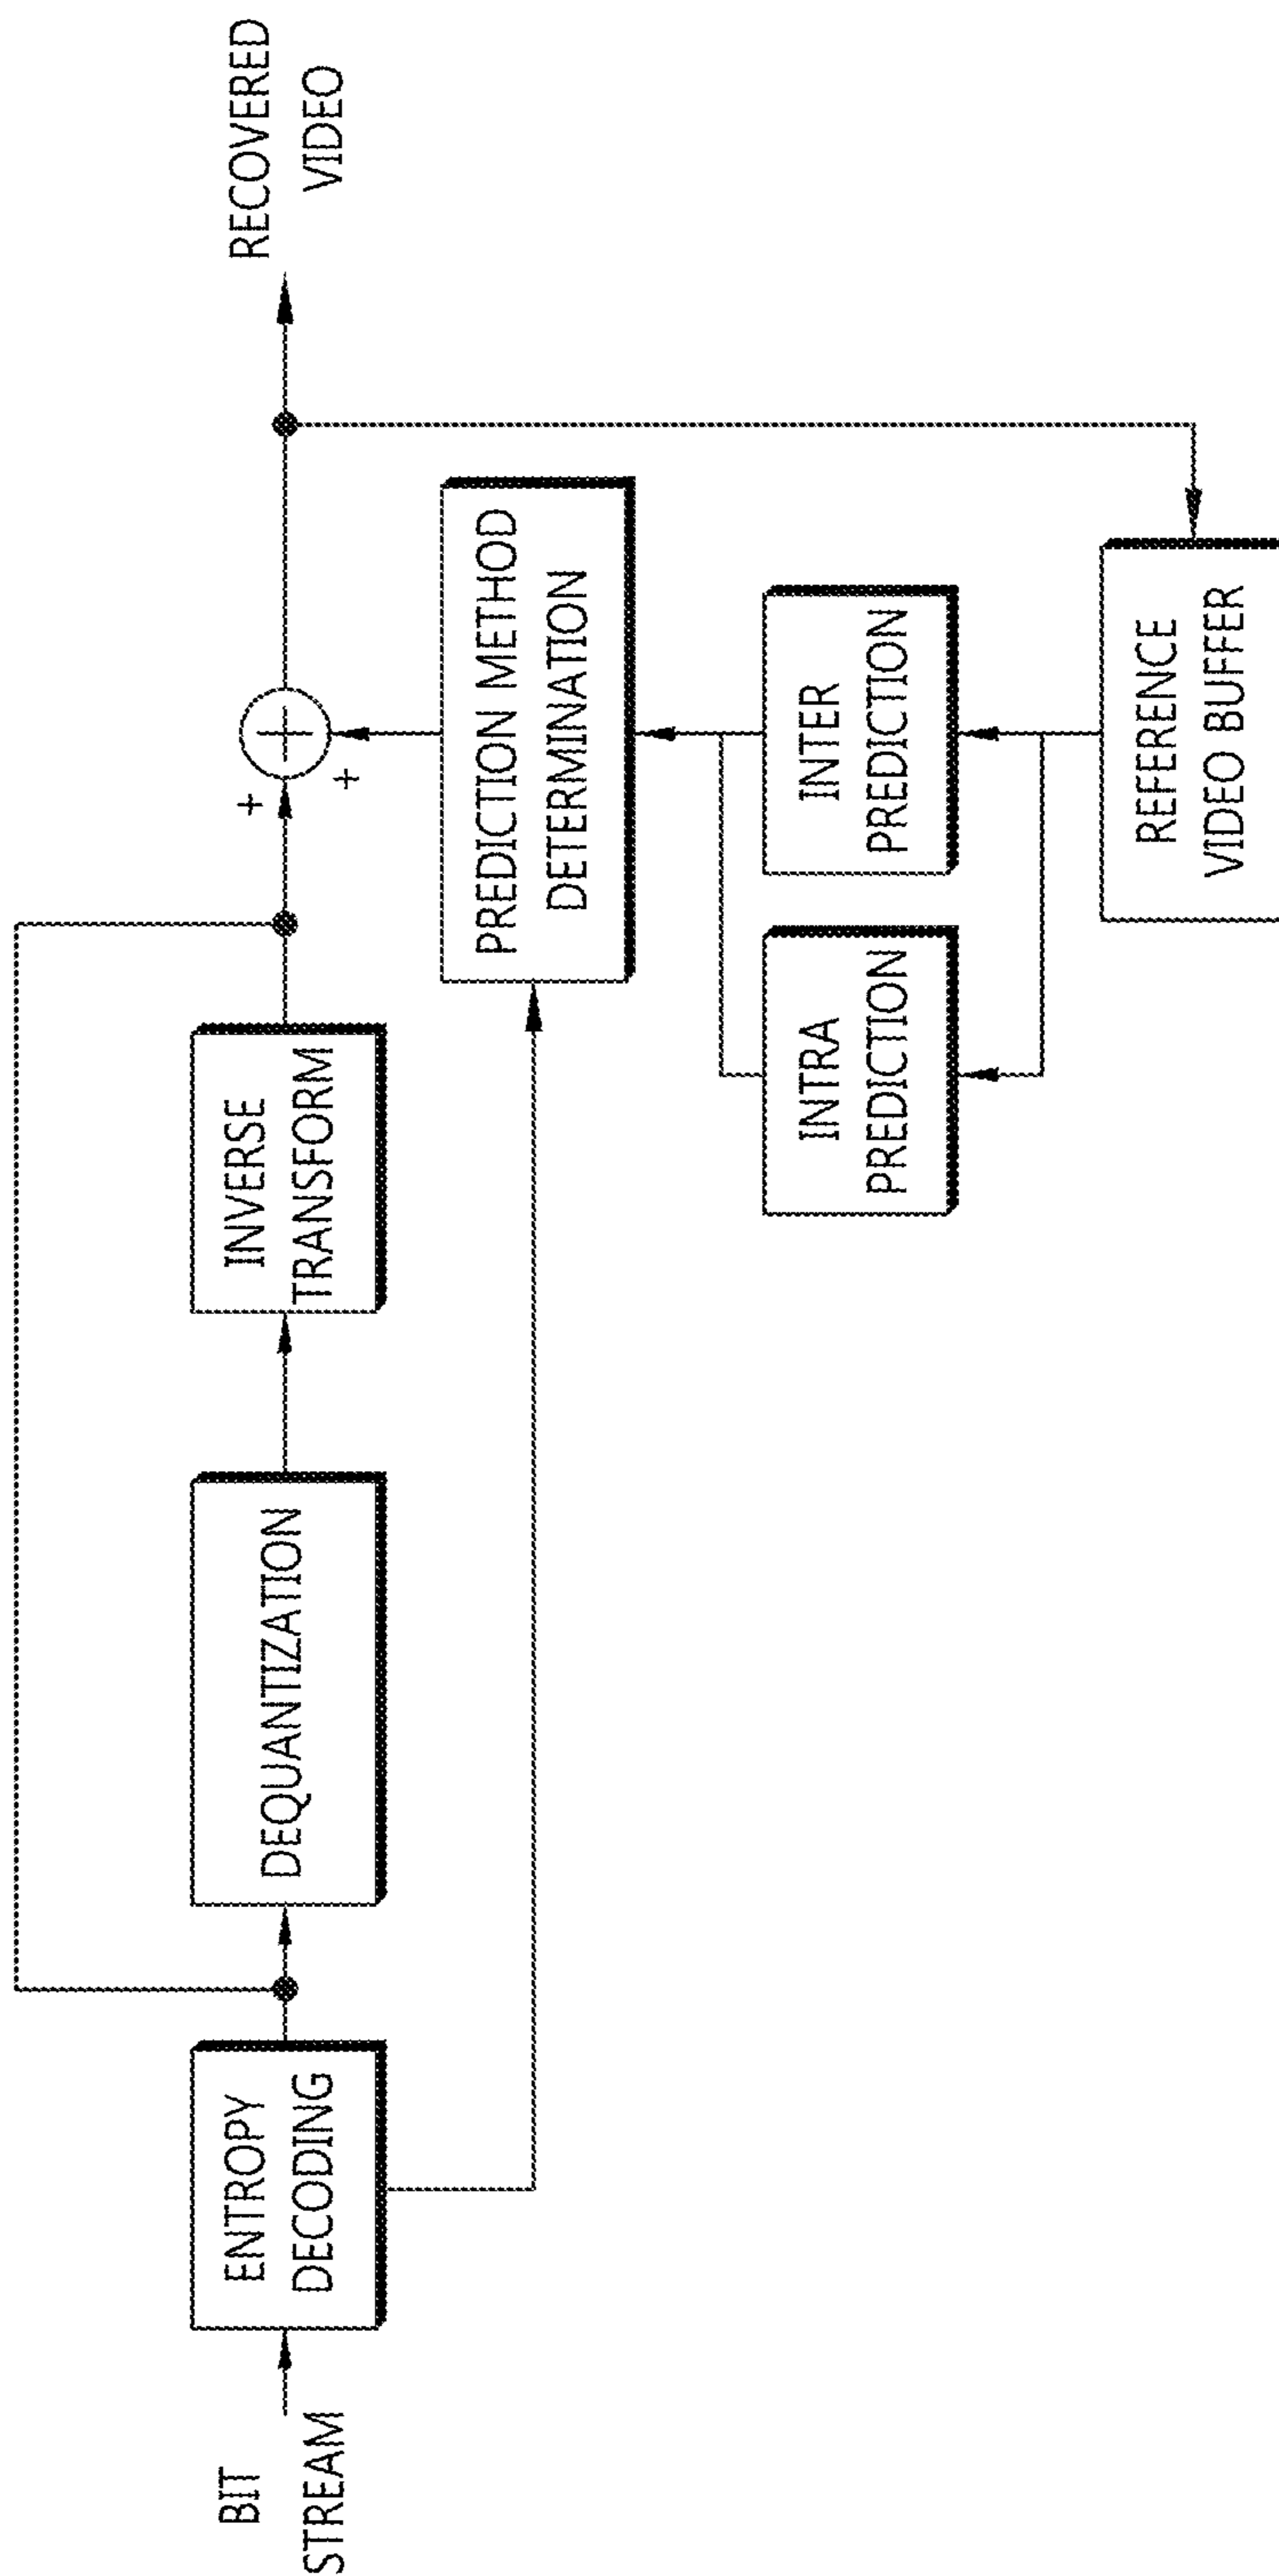 BIT
STREAM
ENTROPY
DECODING
DEQUANTIZATION
INVERSE
TRANSFORM
+
+
RECOVERED
VIDEO
PREDICTION METHOD
DETERMINATION
INTRA
PREDICTION
INTER
PREDICTION
REFERENCE
VIDEO BUFFER